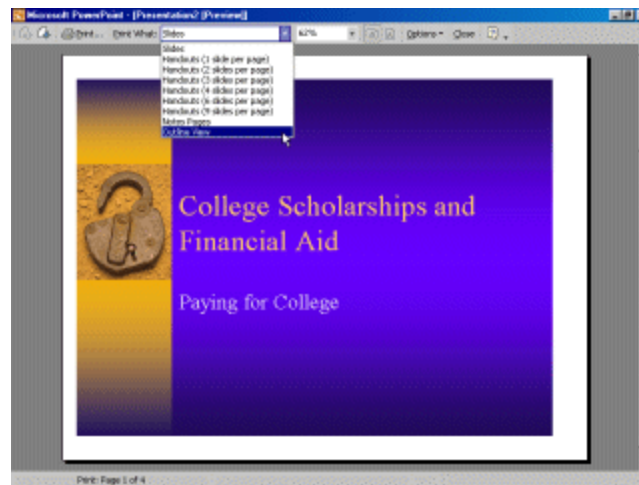 Microsoft PowerPoint - [Presentation2 [Preview]]
Print... Print What: Slides 62% Options Close
Slides
Handouts (1 slide per page)
Handouts (2 slides per page)
Handouts (3 slides per page)
Handouts (4 slides per page)
Handouts (6 slides per page)
Handouts (9 slides per page)
Notes Pages
Outline View
College Scholarships and
Financial Aid
Paying for College
Print: Page 1 of 4